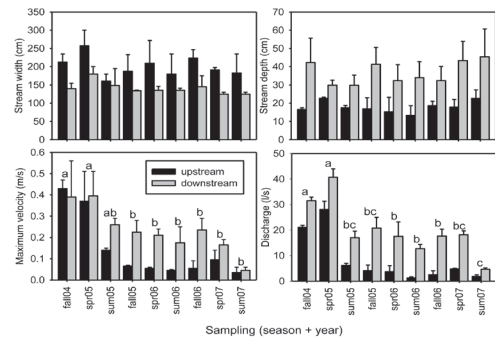 Stream width (cm)
350
300
250
200
150
100
50
0
Stream depth (cm)
70
60
50
40
30
20
10
0
Maximum velocity (m/s)
0.6
0.5
0.4
0.3
0.2
0.1
0.0
a
a
ab
b
b
b
b
b
b
upstream
downstream
fall04
spr05
sum05
fall05
spr06
sum06
fall06
spr07
sum07
Discharge (l/s)
50
40
30
20
10
0
a
a
bc
bc
b
b
b
bc
c
fall04
spr05
sum05
fall05
spr06
sum06
fall06
spr07
sum07
Sampling (season + year)